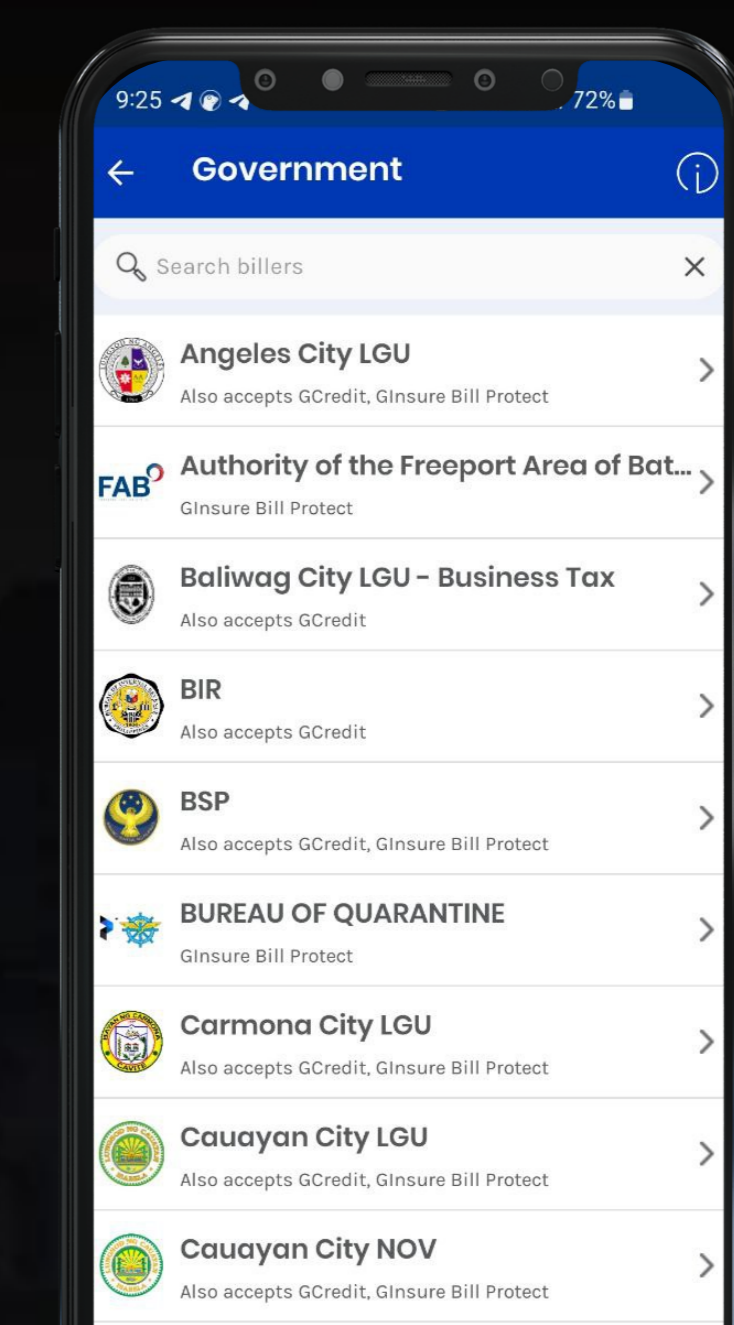 9:25
72%
Government
Search billers
Angeles City LGU
Also accepts GCredit, GInsure Bill Protect
FAB
Authority of the Freeport Area of Bat...
GInsure Bill Protect
Baliwag City LGU - Business Tax
Also accepts GCredit
BIR
Also accepts GCredit
BSP
Also accepts GCredit, GInsure Bill Protect
BUREAU OF QUARANTINE
GInsure Bill Protect
Carmona City LGU
Also accepts GCredit, GInsure Bill Protect
Cauayan City LGU
Also accepts GCredit, GInsure Bill Protect
Cauayan City NOV
Also accepts GCredit, GInsure Bill Protect